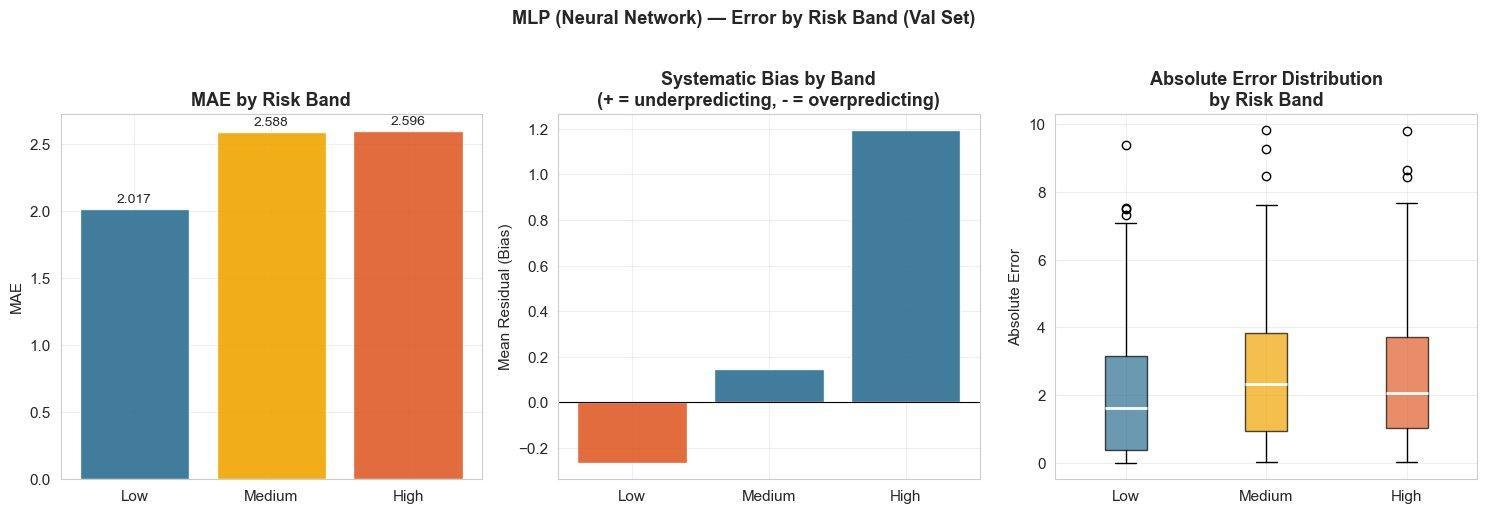 MLP (Neural Network) — Error by Risk Band (Val Set)
MAE by Risk Band
MAE
2.5
2.0
1.5
1.0
0.5
0.0
2.017
2.588
2.596
Low
Medium
High
Systematic Bias by Band
(+ = underpredicting, - = overpredicting)
Mean Residual (Bias)
1.2
1.0
0.8
0.6
0.4
0.2
0.0
−0.2
Low
Medium
High
Absolute Error Distribution
by Risk Band
Absolute Error
10
8
6
4
2
0
Low
Medium
High